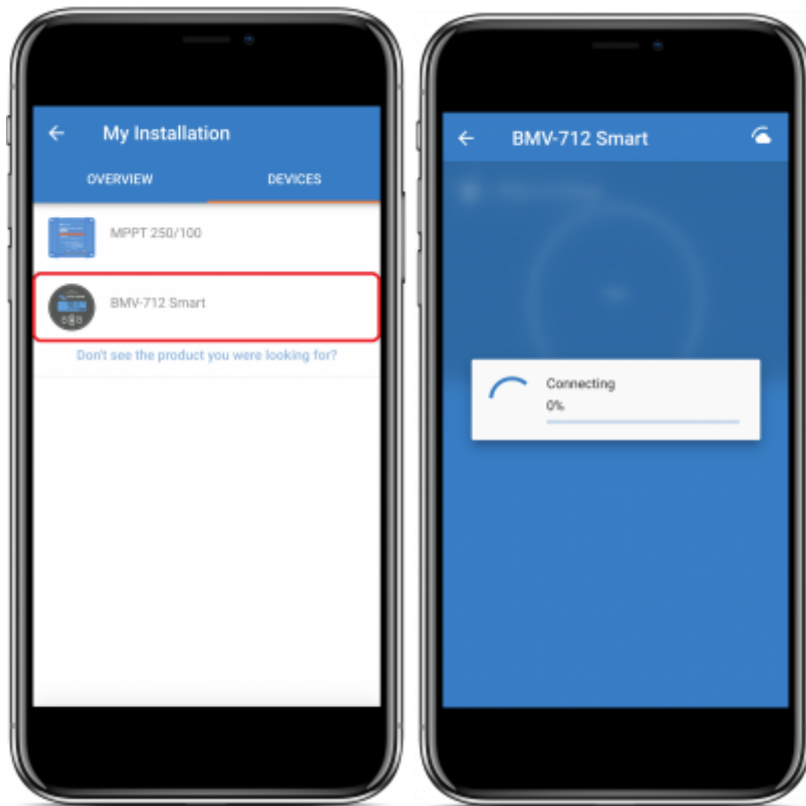 My Installation
OVERVIEW DEVICES
MPPT 250/100
BMV-712 Smart
Don't see the product you were looking for?
BMV-712 Smart
Connecting
0%